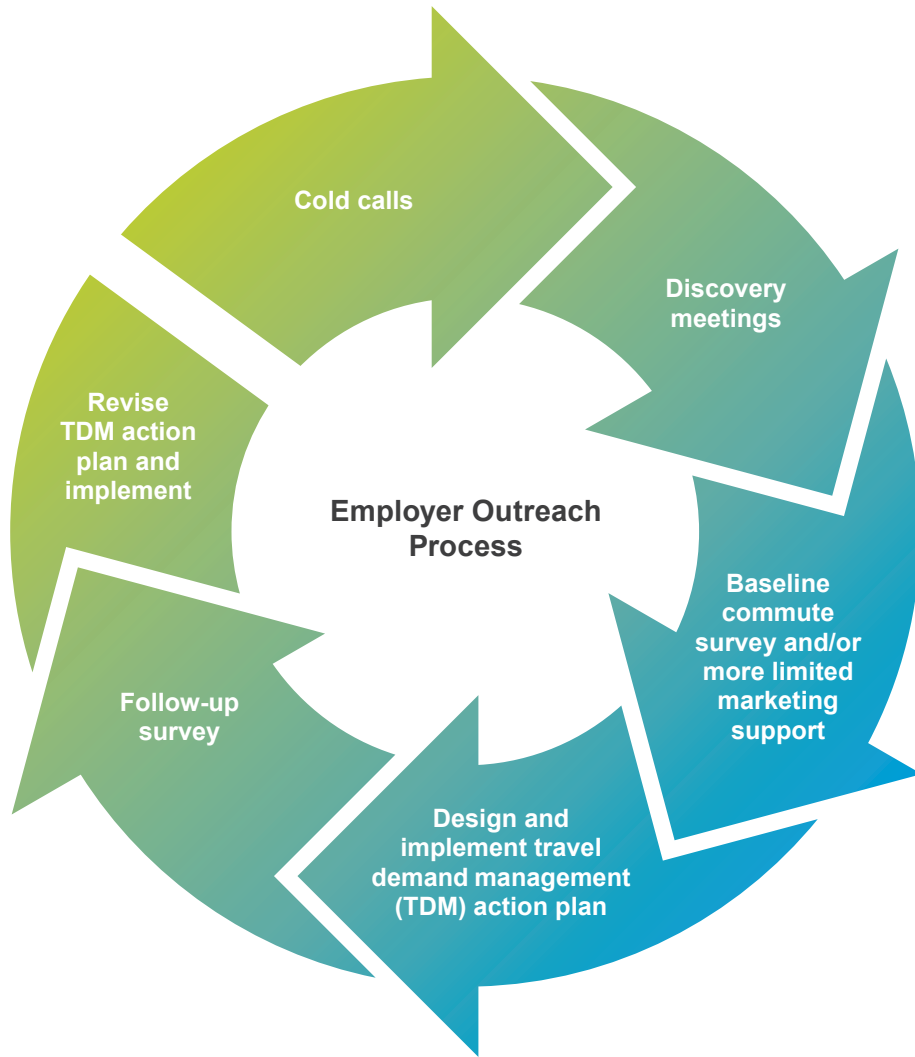 Cold calls
Discovery
meetings
Baseline
commute
survey and/or
more limited
marketing
support
Design and
implement travel
demand management
(TDM) action plan
Follow-up
survey
Revise
TDM action
plan and
implement
Employer Outreach
Process